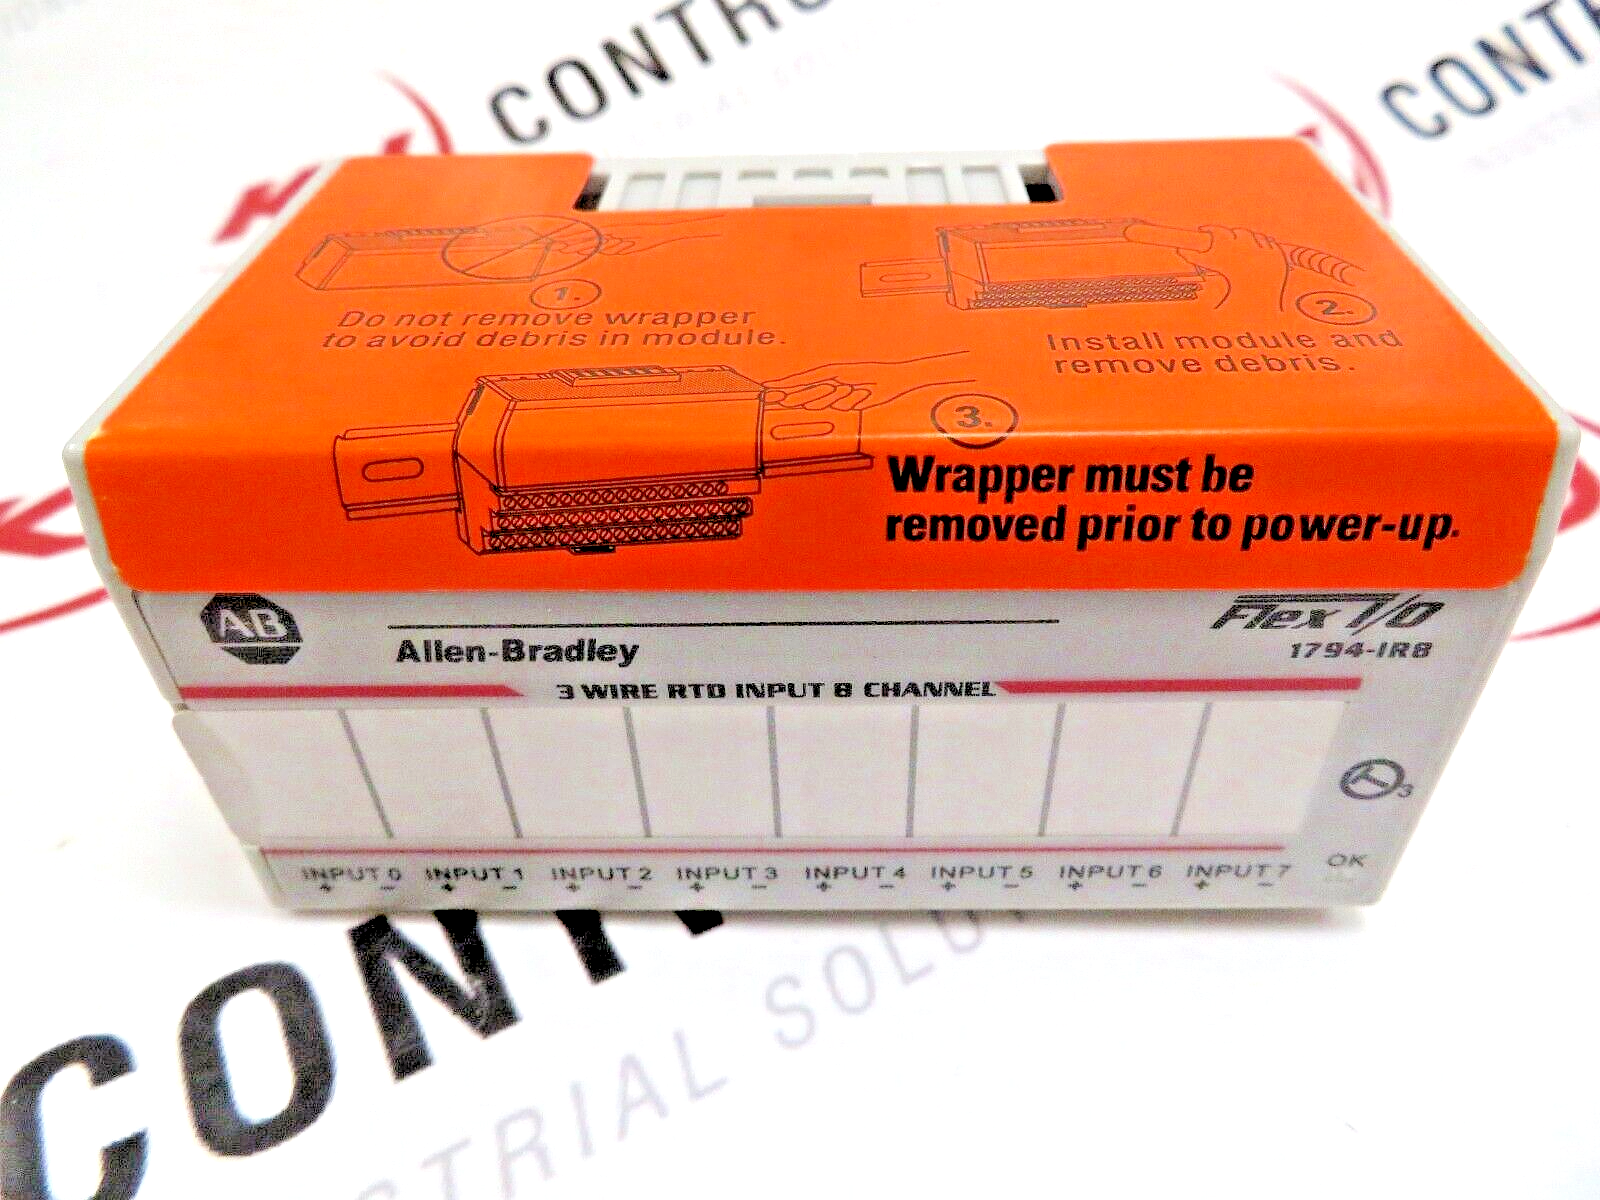 CONTRO
CONT
1.
Do not remove wrapper
to avoid debris in module.
2.
Install module and
remove debris.
3.
Wrapper must be
removed prior to power-up.
AB
Allen-Bradley
Flex I/O
1794-IR8
3 WIRE RTD INPUT 8 CHANNEL
3
OK
INPUT 0 INPUT 1 INPUT 2 INPUT 3 INPUT 4 INPUT 5 INPUT 6 INPUT 7
+ − + − + − + − + − + − + − + −
CONT
STRIAL SOLU